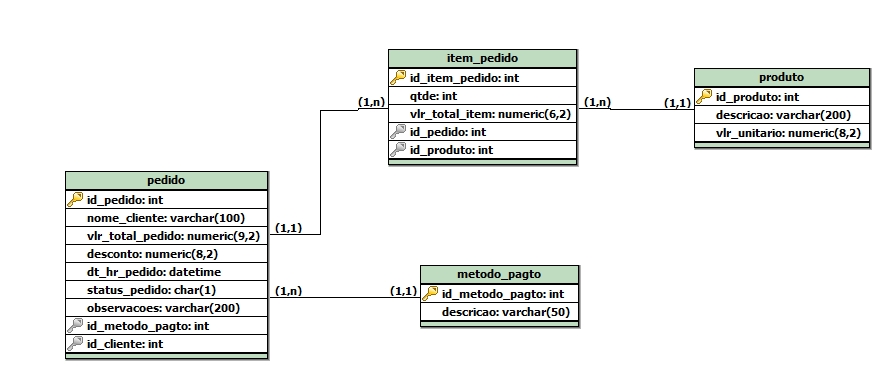 item_pedido
id_item_pedido: int
qtde: int
vlr_total_item: numeric(6,2)
id_pedido: int
id_produto: int
(1,n)
(1,n)
(1,1)
produto
id_produto: int
descricao: varchar(200)
vlr_unitario: numeric(8,2)
pedido
id_pedido: int
nome_cliente: varchar(100)
vlr_total_pedido: numeric(9,2)
desconto: numeric(8,2)
dt_hr_pedido: datetime
status_pedido: char(1)
observacoes: varchar(200)
id_metodo_pagto: int
id_cliente: int
(1,1)
(1,n)
(1,1)
metodo_pagto
id_metodo_pagto: int
descricao: varchar(50)